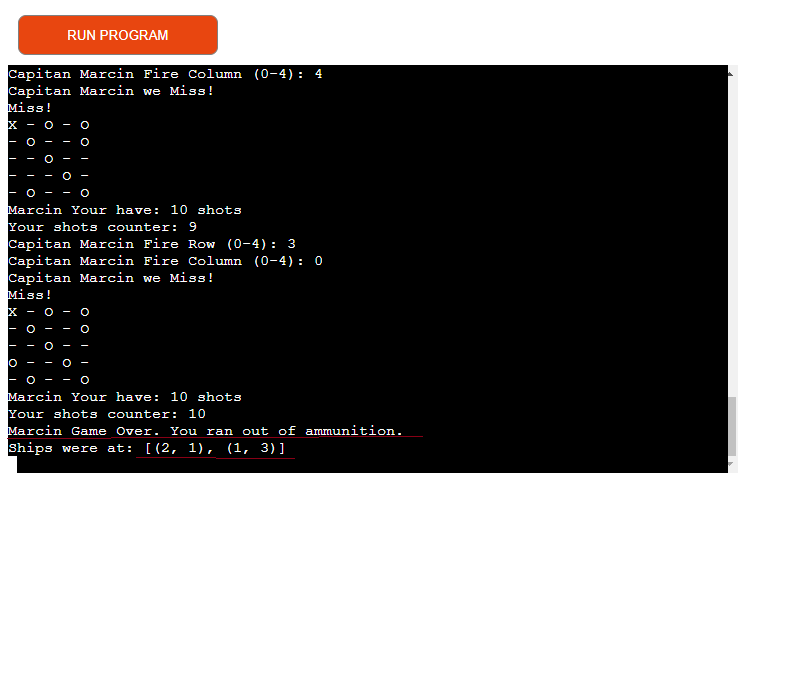 RUN PROGRAM
Capitan Marcin Fire Column (0-4): 4
Capitan Marcin we Miss!
Miss!
X - O - O
- O - - O
- - O - -
- - - O -
- O - - O
Marcin Your have: 10 shots
Your shots counter: 9
Capitan Marcin Fire Row (0-4): 3
Capitan Marcin Fire Column (0-4): 0
Capitan Marcin we Miss!
Miss!
X - O - O
- O - - O
- - O - -
O - - O -
- O - - O
Marcin Your have: 10 shots
Your shots counter: 10
Marcin Game Over. You ran out of ammunition.
Ships were at: [(2, 1), (1, 3)]